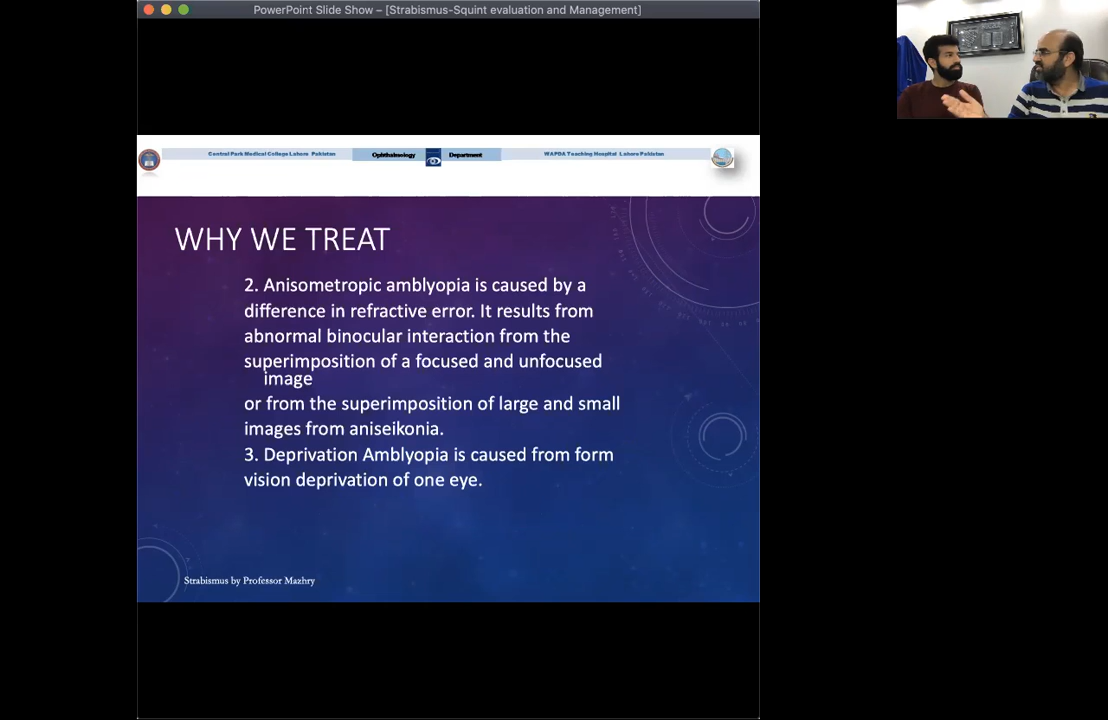 PowerPoint Slide Show – [Strabismus-Squint evaluation and Management]
Central Park Medical College Lahore Pakistan
Ophthalmology Department
WAPDA Teaching Hospital Lahore Pakistan
WHY WE TREAT
2. Anisometropic amblyopia is caused by a
difference in refractive error. It results from
abnormal binocular interaction from the
superimposition of a focused and unfocused
image
or from the superimposition of large and small
images from aniseikonia.
3. Deprivation Amblyopia is caused from form
vision deprivation of one eye.
Strabismus by Professor Mazhry